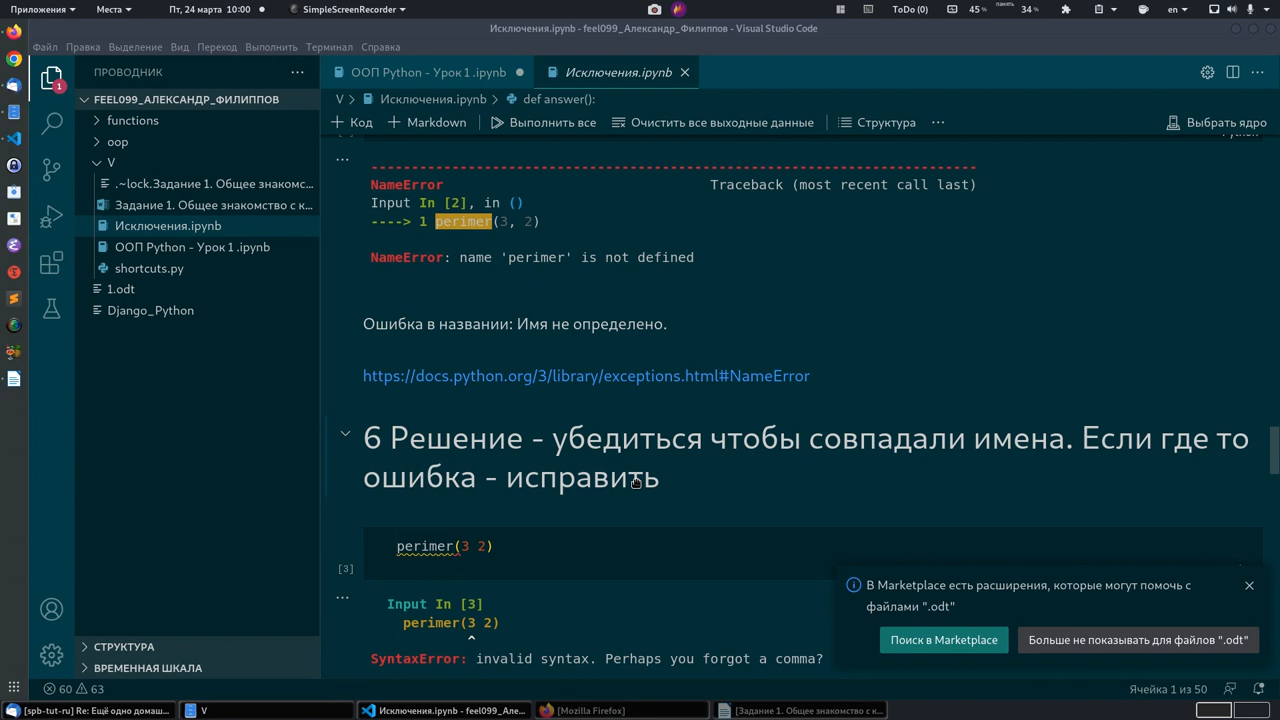 Приложения Места Пт, 24 марта 10:00 SimpleScreenRecorder ToDo (0) 45 % память 34 % en
Исключения.ipynb - feel099_Александр_Филиппов - Visual Studio Code
Файл Правка Выделение Вид Переход Выполнить Терминал Справка
ПРОВОДНИК
ООП Python - Урок 1 .ipynb
Исключения.ipynb
FEEL099_АЛЕКСАНДР_ФИЛИППОВ
V > Исключения.ipynb > def answer():
functions
+ Код + Markdown Выполнить все Очистить все выходные данные Структура Выбрать ядро
oop
V
.~lock.Задание 1. Общее знакомс...
Задание 1. Общее знакомство с к...
Исключения.ipynb
ООП Python - Урок 1 .ipynb
shortcuts.py
1.odt
Django_Python
СТРУКТУРА
ВРЕМЕННАЯ ШКАЛА
---------------------------------------------------------------------------
NameError Traceback (most recent call last)
Input In [2], in ()
----> 1 perimer(3, 2)
NameError: name 'perimer' is not defined
Ошибка в названии: Имя не определено.
https://docs.python.org/3/library/exceptions.html#NameError
6 Решение - убедиться чтобы совпадали имена. Если где то
ошибка - исправить
perimer(3 2)
[3]
Input In [3]
perimer(3 2)
^
SyntaxError: invalid syntax. Perhaps you forgot a comma?
В Marketplace есть расширения, которые могут помочь с
файлами ".odt"
Поиск в Marketplace
Больше не показывать для файлов ".odt"
60 63
Ячейка 1 из 50
[spb-tut-ru] Re: Ещё одно домаш...
V
Исключения.ipynb - feel099_Але...
[Mozilla Firefox]
[Задание 1. Общее знакомство с к...